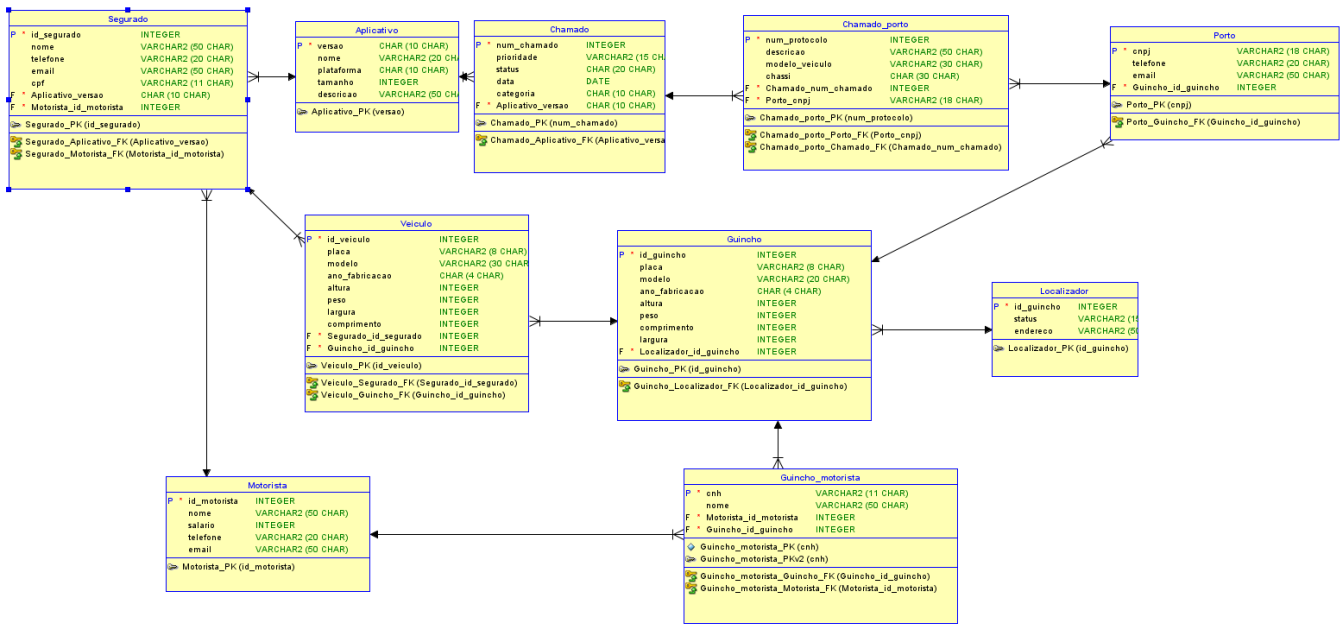 Segurado
P * id_segurado INTEGER
nome VARCHAR2 (50 CHAR)
telefone VARCHAR2 (20 CHAR)
email VARCHAR2 (50 CHAR)
cpf VARCHAR2 (11 CHAR)
F * Aplicativo_versao CHAR (10 CHAR)
F * Motorista_id_motorista INTEGER
Segurado_PK (id_segurado)
Segurado_Aplicativo_FK (Aplicativo_versao)
Segurado_Motorista_FK (Motorista_id_motorista)
Aplicativo
P * versao CHAR (10 CHAR)
nome VARCHAR2 (20 CH
plataforma CHAR (10 CHAR)
tamanho INTEGER
descricao VARCHAR2 (50 CH
Aplicativo_PK (versao)
Chamado
P * num_chamado INTEGER
prioridade VARCHAR2 (15 CH
status CHAR (20 CHAR)
data DATE
categoria CHAR (10 CHAR)
F * Aplicativo_versao CHAR (10 CHAR)
Chamado_PK (num_chamado)
Chamado_Aplicativo_FK (Aplicativo_versa
Chamado_porto
P * num_protocolo INTEGER
descricao VARCHAR2 (50 CHAR)
modelo_veiculo VARCHAR2 (30 CHAR)
chassi CHAR (30 CHAR)
F * Chamado_num_chamado INTEGER
F * Porto_cnpj VARCHAR2 (18 CHAR)
Chamado_porto_PK (num_protocolo)
Chamado_porto_Porto_FK (Porto_cnpj)
Chamado_porto_Chamado_FK (Chamado_num_chamado)
Porto
P * cnpj VARCHAR2 (18 CHAR)
telefone VARCHAR2 (20 CHAR)
email VARCHAR2 (50 CHAR)
F * Guincho_id_guincho INTEGER
Porto_PK (cnpj)
Porto_Guincho_FK (Guincho_id_guincho)
Veiculo
P * id_veiculo INTEGER
placa VARCHAR2 (8 CHAR)
modelo VARCHAR2 (30 CHAR
ano_fabricacao CHAR (4 CHAR)
altura INTEGER
peso INTEGER
largura INTEGER
comprimento INTEGER
F * Segurado_id_segurado INTEGER
F * Guincho_id_guincho INTEGER
Veiculo_PK (id_veiculo)
Veiculo_Segurado_FK (Segurado_id_segurado)
Veiculo_Guincho_FK (Guincho_id_guincho)
Guincho
P * id_guincho INTEGER
placa VARCHAR2 (8 CHAR)
modelo VARCHAR2 (20 CHAR)
ano_fabricacao CHAR (4 CHAR)
altura INTEGER
peso INTEGER
comprimento INTEGER
largura INTEGER
F * Localizador_id_guincho INTEGER
Guincho_PK (id_guincho)
Guincho_Localizador_FK (Localizador_id_guincho)
Localizador
P * id_guincho INTEGER
status VARCHAR2 (15
endereco VARCHAR2 (50
Localizador_PK (id_guincho)
Motorista
P * id_motorista INTEGER
nome VARCHAR2 (50 CHAR)
salario INTEGER
telefone VARCHAR2 (20 CHAR)
email VARCHAR2 (50 CHAR)
Motorista_PK (id_motorista)
Guincho_motorista
P * cnh VARCHAR2 (11 CHAR)
nome VARCHAR2 (50 CHAR)
F * Motorista_id_motorista INTEGER
F * Guincho_id_guincho INTEGER
Guincho_motorista_PK (cnh)
Guincho_motorista_PKv2 (cnh)
Guincho_motorista_Guincho_FK (Guincho_id_guincho)
Guincho_motorista_Motorista_FK (Motorista_id_motorista)